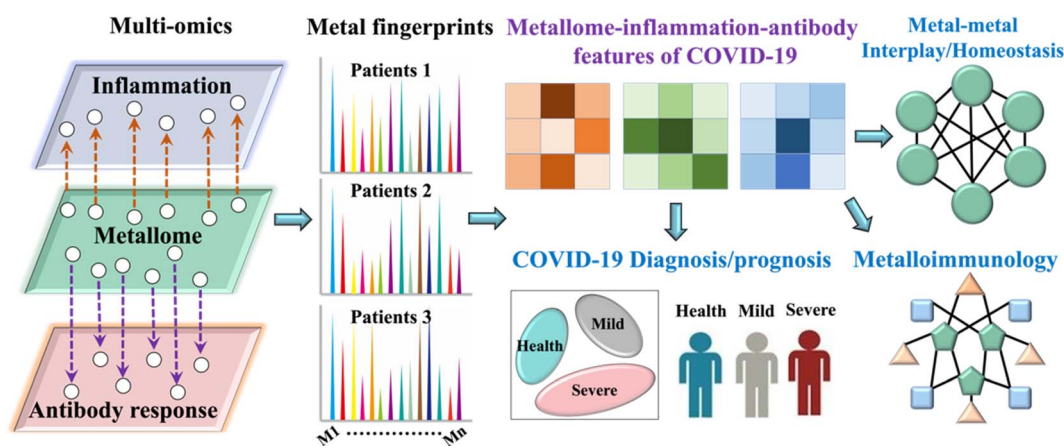 Multi-omics
Inflammation
Metallome
Antibody response
Metal fingerprints
Patients 1
Patients 2
Patients 3
M1 ............... Mn
Metallome-inflammation-antibody
features of COVID-19
COVID-19 Diagnosis/prognosis
Health
Mild
Severe
Health Mild Severe
Metal-metal
Interplay/Homeostasis
Metalloimmunology